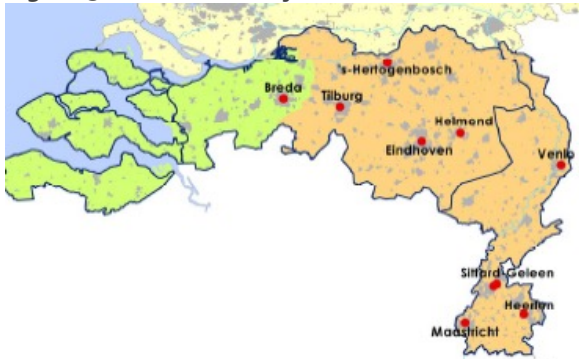 's-Hertogenbosch
Breda
Tilburg
Helmond
Eindhoven
Venlo
Sittard-Geleen
Heerlen
Maastricht